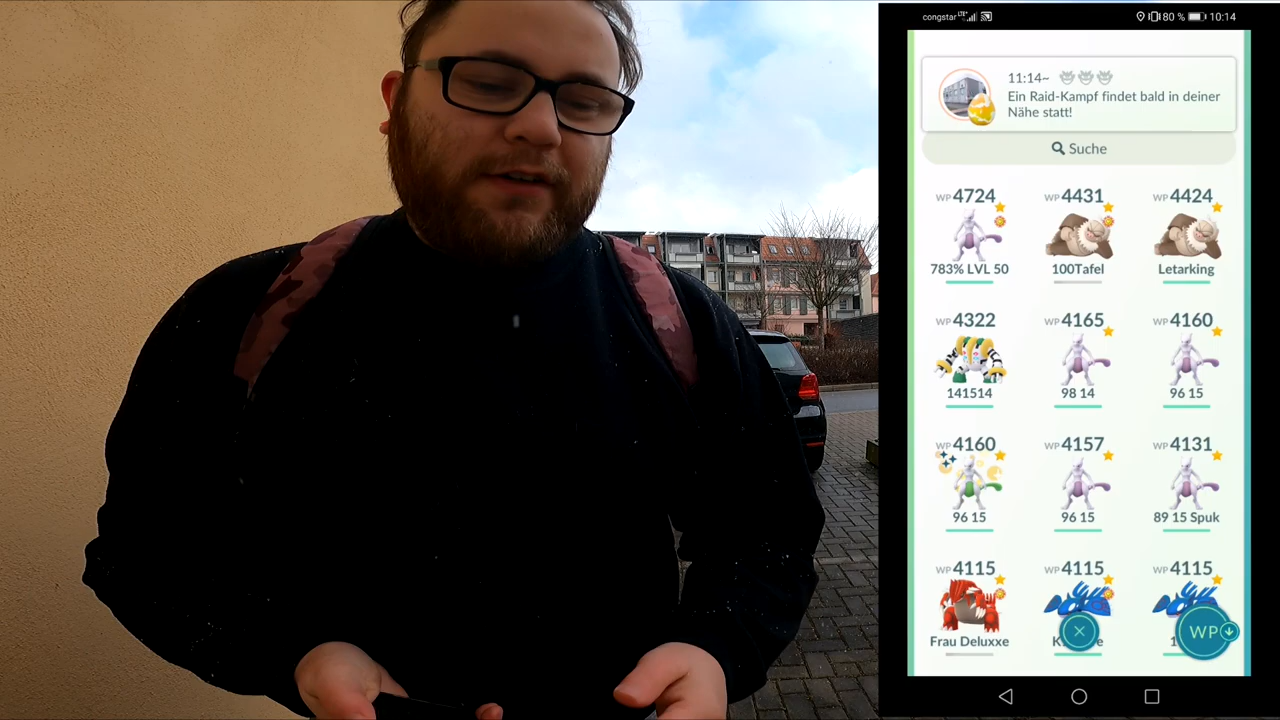 congstar LTE 80 % 10:14
11:14~
Ein Raid-Kampf findet bald in deiner
Nähe statt!
Suche
WP 4724 WP 4431 WP 4424
783% LVL 50 100Tafel Letarking
WP 4322 WP 4165 WP 4160
141514 98 14 96 15
WP 4160 WP 4157 WP 4131
96 15 96 15 89 15 Spuk
WP 4115 WP 4115 WP 4115
Frau Deluxxe
WP